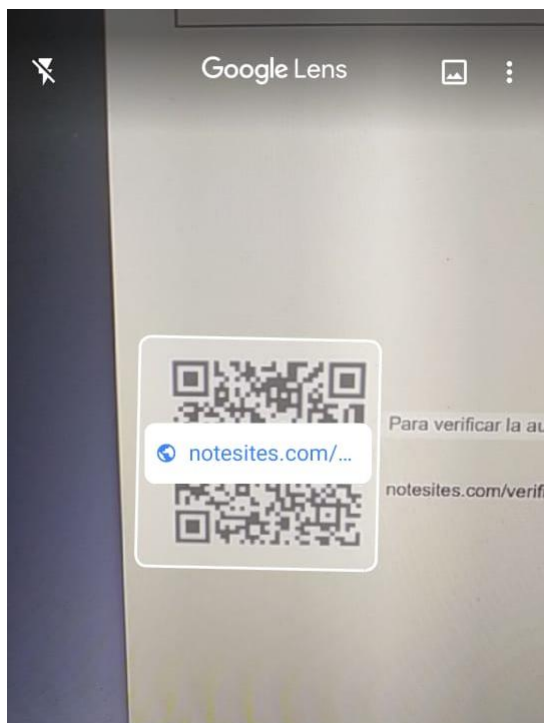 Google Lens
Para verificar la au
notesites.com/...
notesites.com/verifi